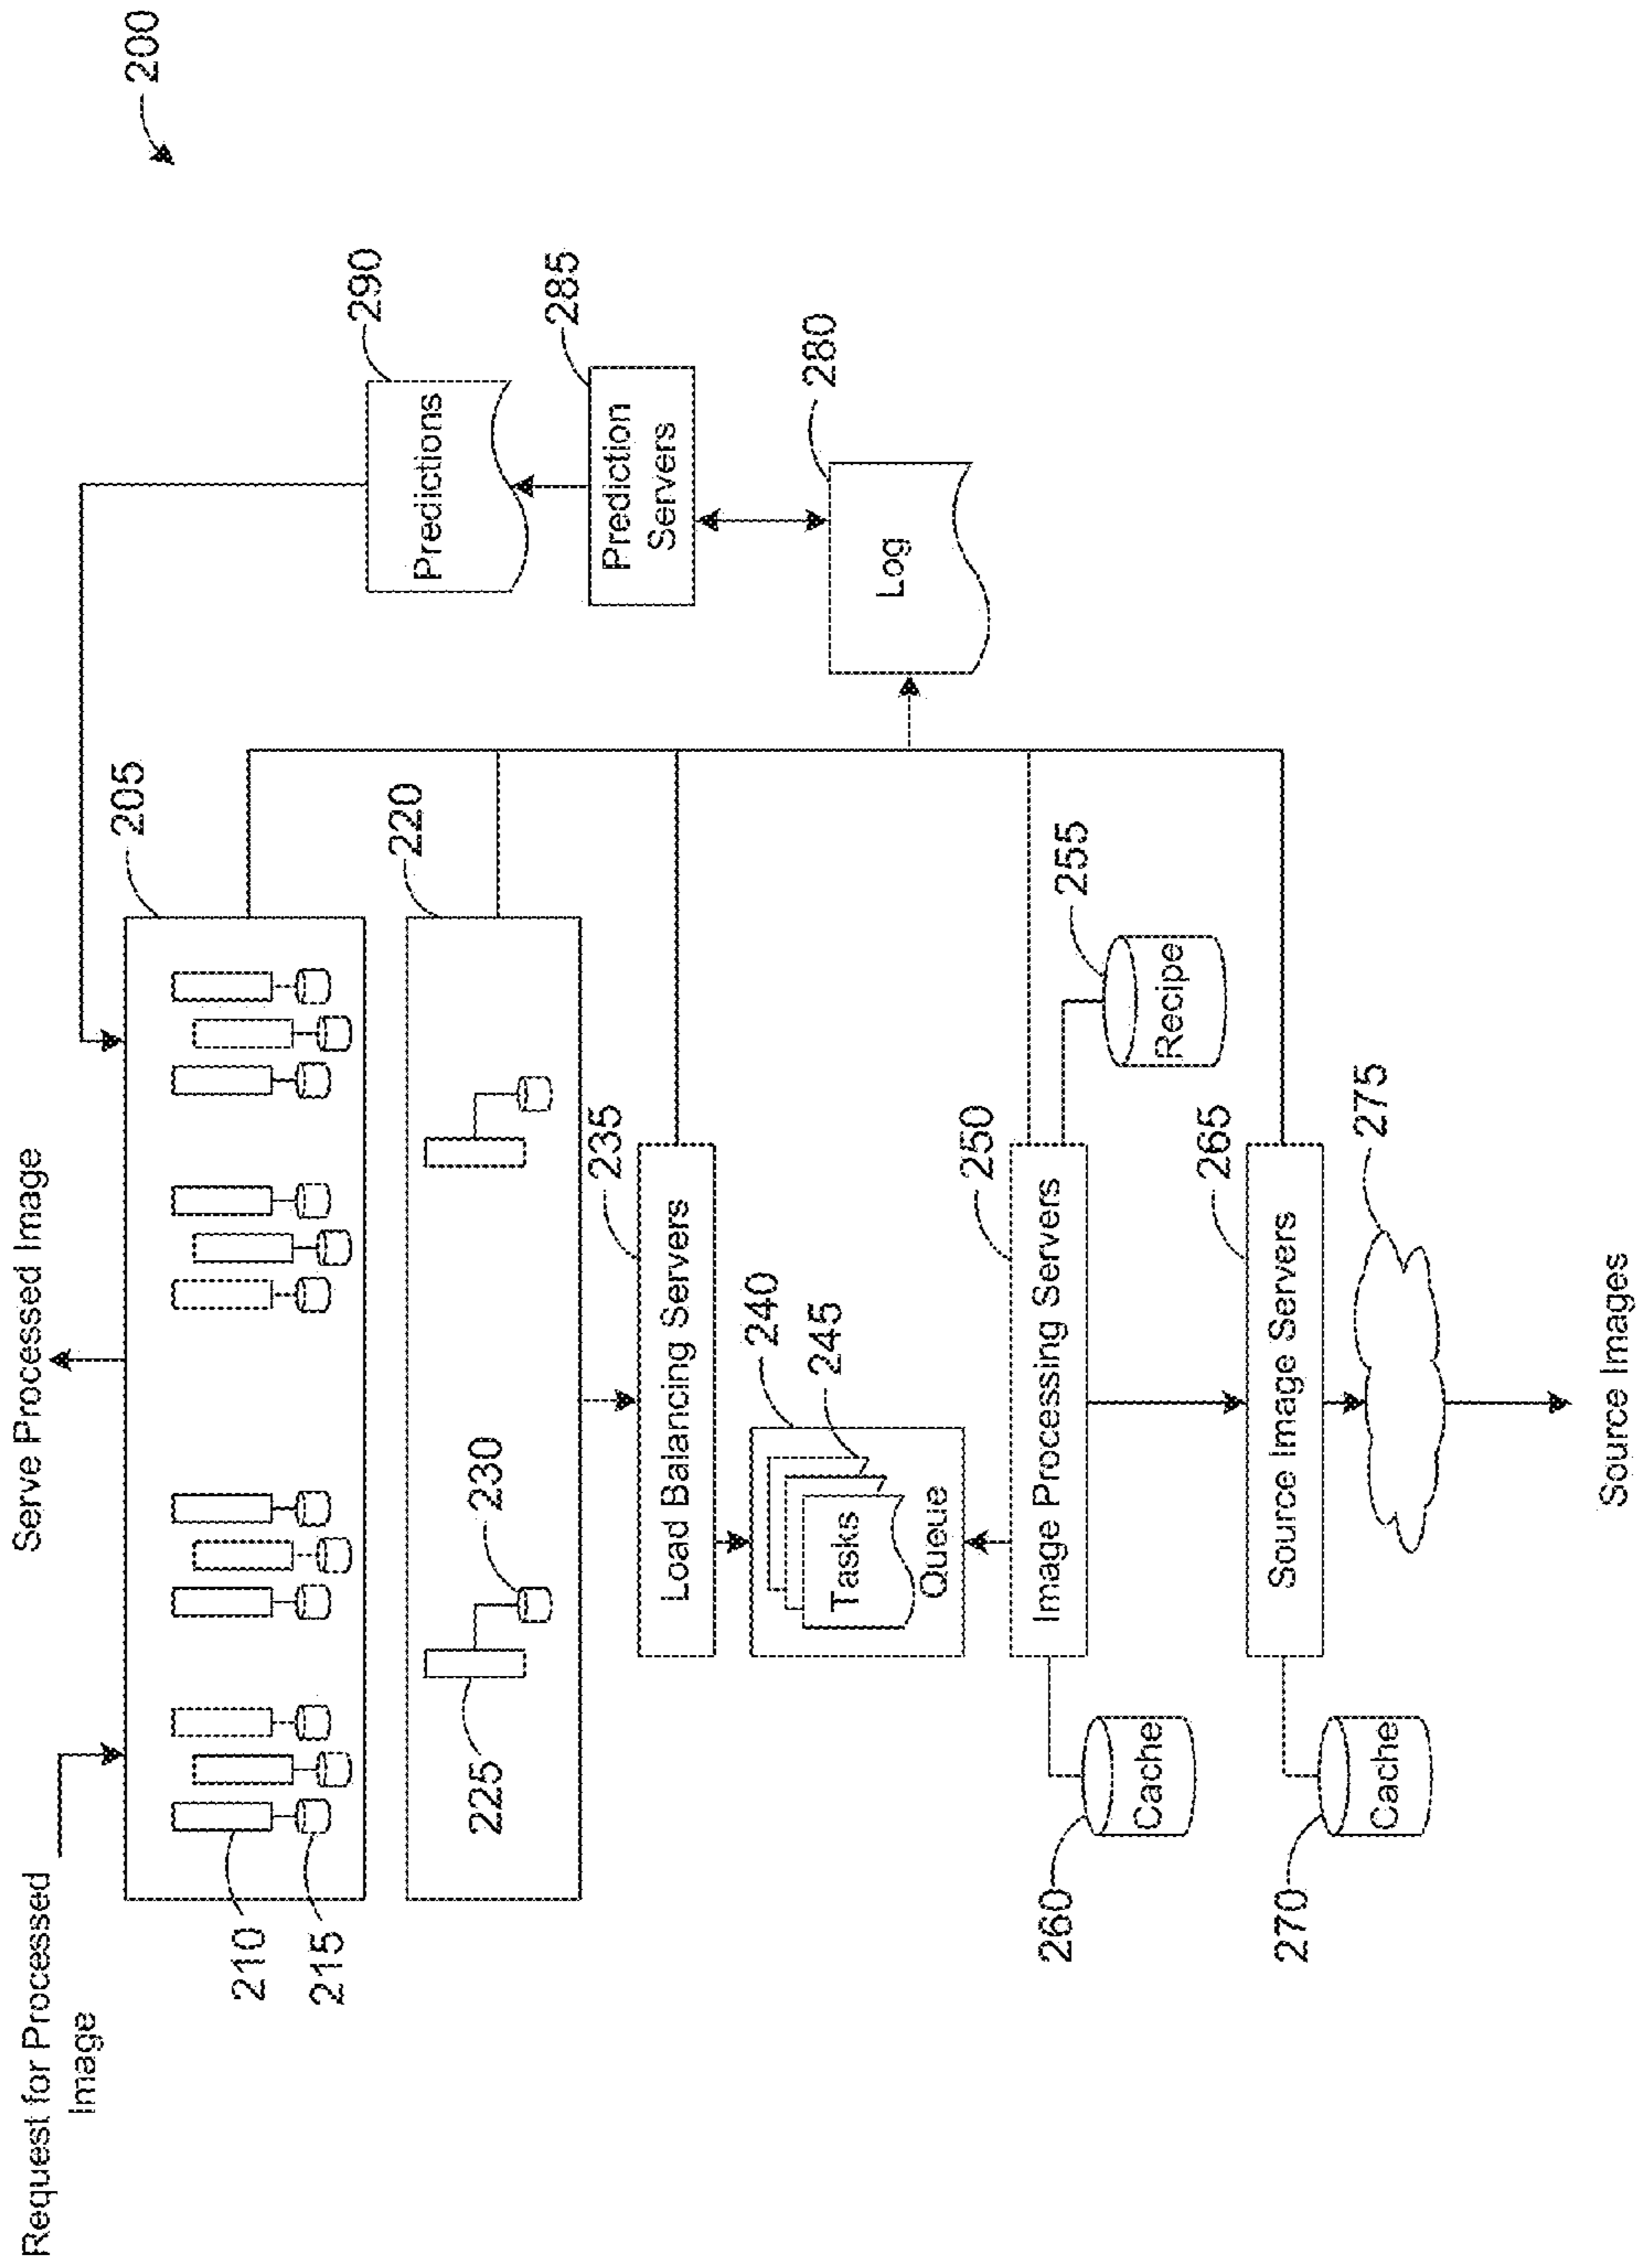 200
Request for Processed
Image
Serve Processed Image
205
210
215
220
225
230
290
Predictions
285
Prediction
Servers
280
Log
235
Load Balancing Servers
240
245
Tasks
Queue
250
Image Processing Servers
255
Recipe
260
Cache
265
Source Image Servers
270
Cache
275
Source Images